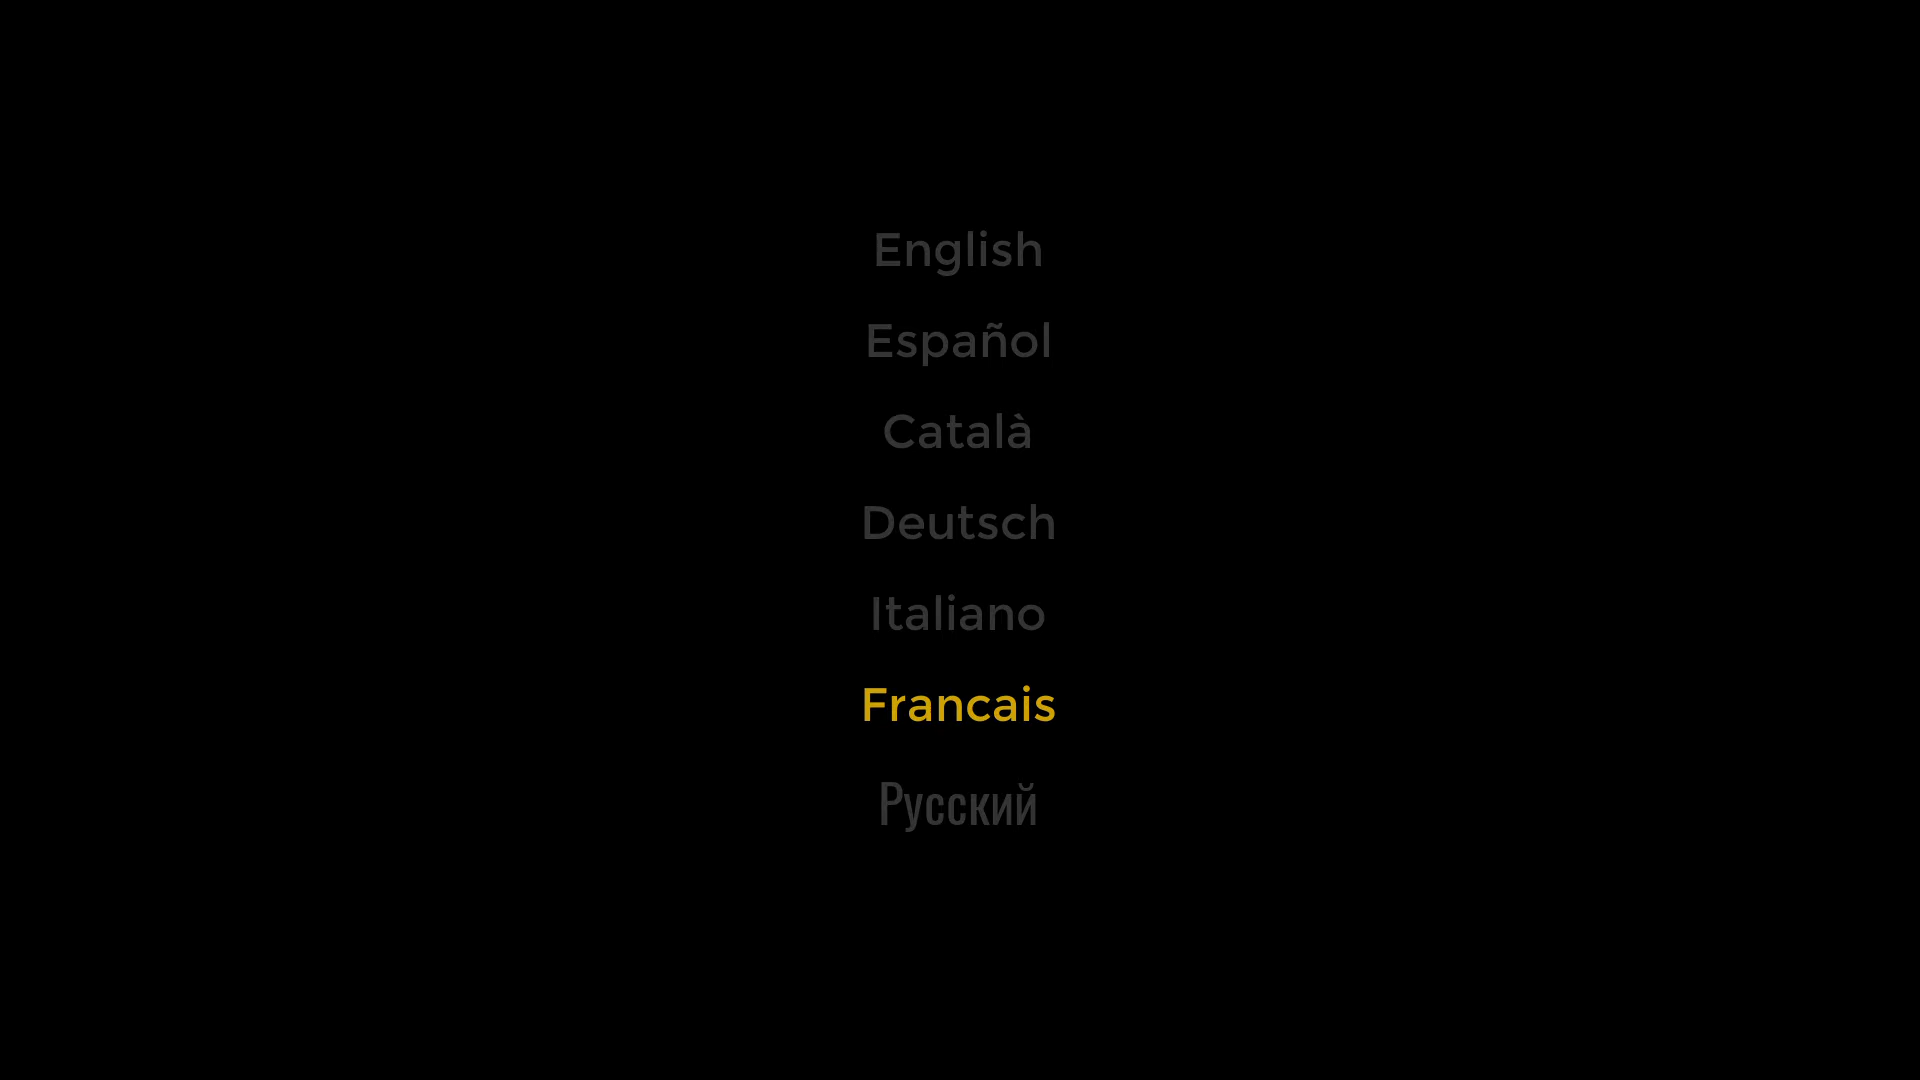 English
Español
Català
Deutsch
Italiano
Francais
Русский